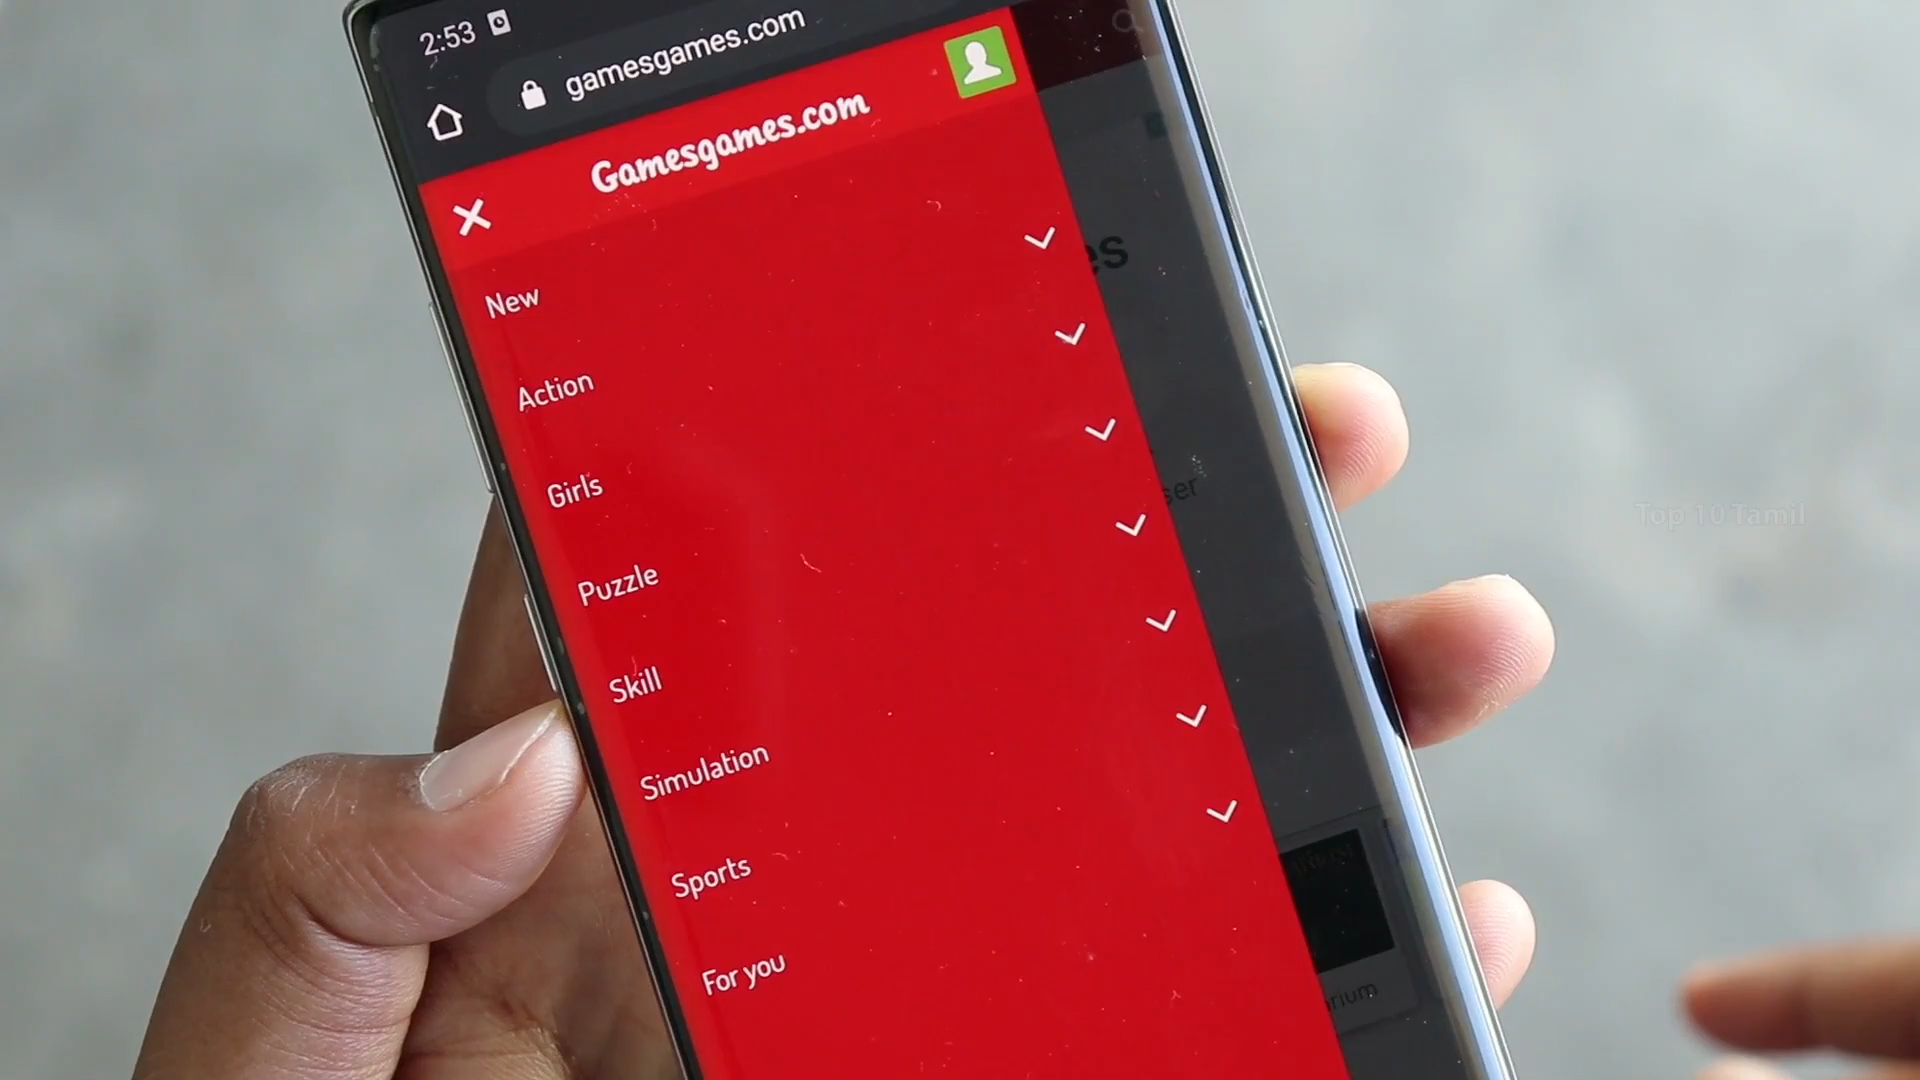 2:53
gamesgames.com
Gamesgames.com
New
Action
Girls
Puzzle
Skill
Simulation
Sports
For you
Top 10 Tamil